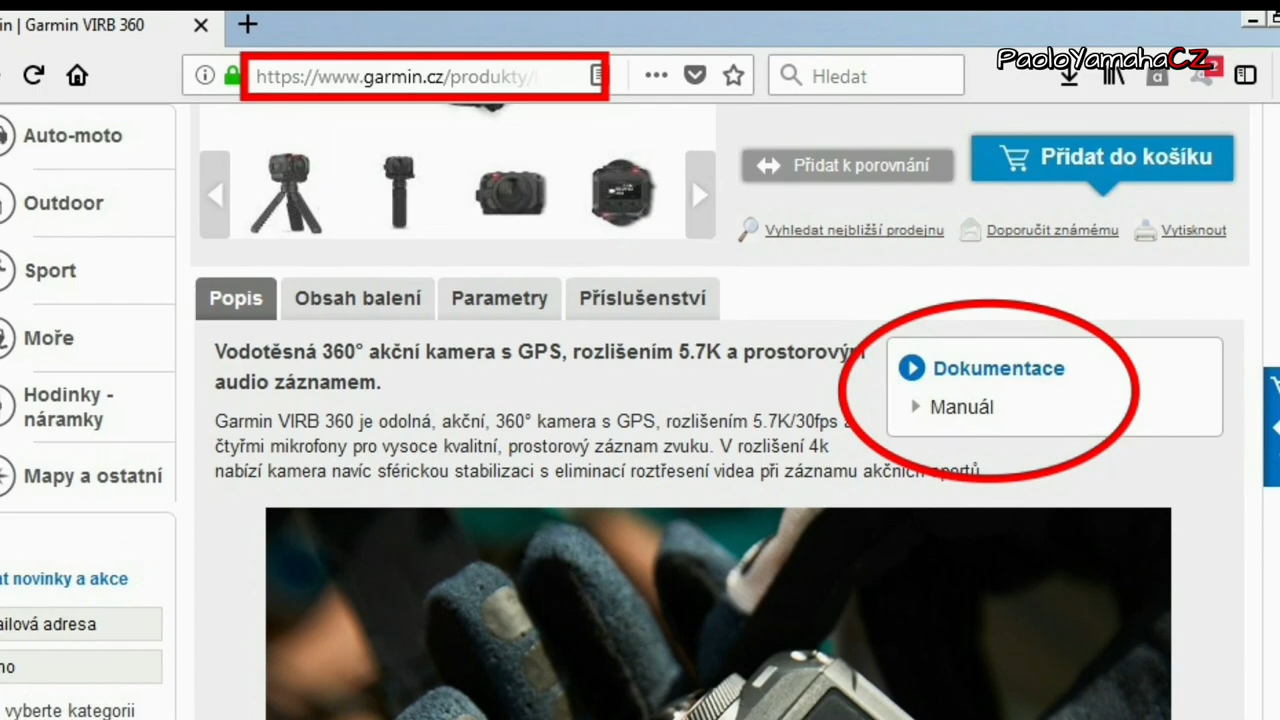 in | Garmin VIRB 360
PaoloYamahaCZ
https://www.garmin.cz/produkty/
Hledat
Auto-moto
Outdoor
Sport
Moře
Hodinky -
náramky
Mapy a ostatní
Přidat k porovnání
Přidat do košíku
Vyhledat nejbližší prodejnu
Doporučit známému
Vytisknout
Popis
Obsah balení
Parametry
Příslušenství
Vodotěsná 360° akční kamera s GPS, rozlišením 5.7K a prostorovým
audio záznamem.
Garmin VIRB 360 je odolná, akční, 360° kamera s GPS, rozlišením 5.7K/30fps a
čtyřmi mikrofony pro vysoce kvalitní, prostorový záznam zvuku. V rozlišení 4k
nabízí kamera navíc sférickou stabilizaci s eliminací roztřesení videa při záznamu akčních sportů.
Dokumentace
Manuál
at novinky a akce
ailová adresa
no
vyberte kategorii